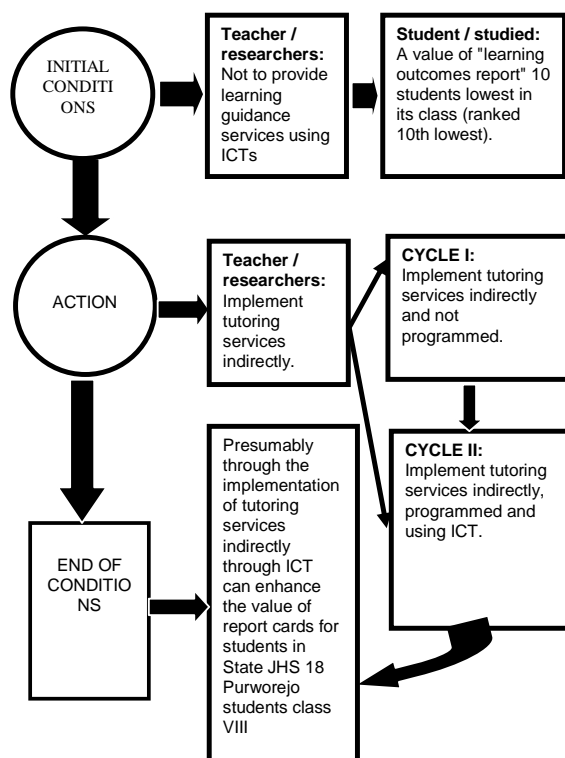 INITIAL
CONDITI
ONS
Teacher /
researchers:
Not to provide
learning
guidance
services using
ICTs
Student / studied:
A value of "learning
outcomes report" 10
students lowest in
its class (ranked
10th lowest).
ACTION
Teacher /
researchers:
Implement
tutoring
services
indirectly.
CYCLE I:
Implement tutoring
services indirectly
and not
programmed.
CYCLE II:
Implement tutoring
services indirectly,
programmed and
using ICT.
END OF
CONDITIO
NS
Presumably
through the
implementation
of tutoring
services
indirectly
through ICT
can enhance
the value of
report cards for
students in
State JHS 18
Purworejo
students class
VIII